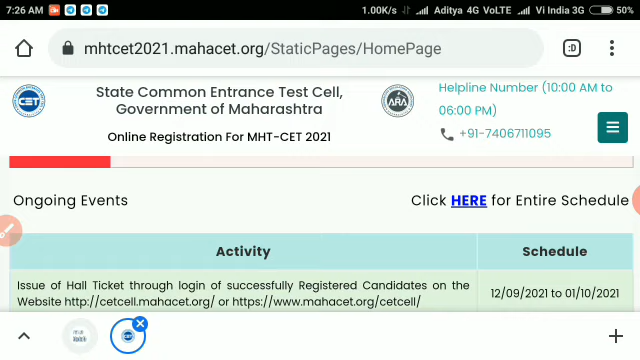 7:26 AM 1.00K/s Aditya 4G VoLTE Vi India 3G 50%
mhtcet2021.mahacet.org/StaticPages/HomePage :D
State Common Entrance Test Cell,
Government of Maharashtra
Online Registration For MHT-CET 2021
CET
ARA
Helpline Number (10:00 AM to
06:00 PM)
+91-7406711095
Ongoing Events
Click HERE for Entire Schedule
Activity Schedule
Issue of Hall Ticket through login of successfully Registered Candidates on the
Website http://cetcell.mahacet.org/ or https://www.mahacet.org/cetcell/
12/09/2021 to 01/10/2021